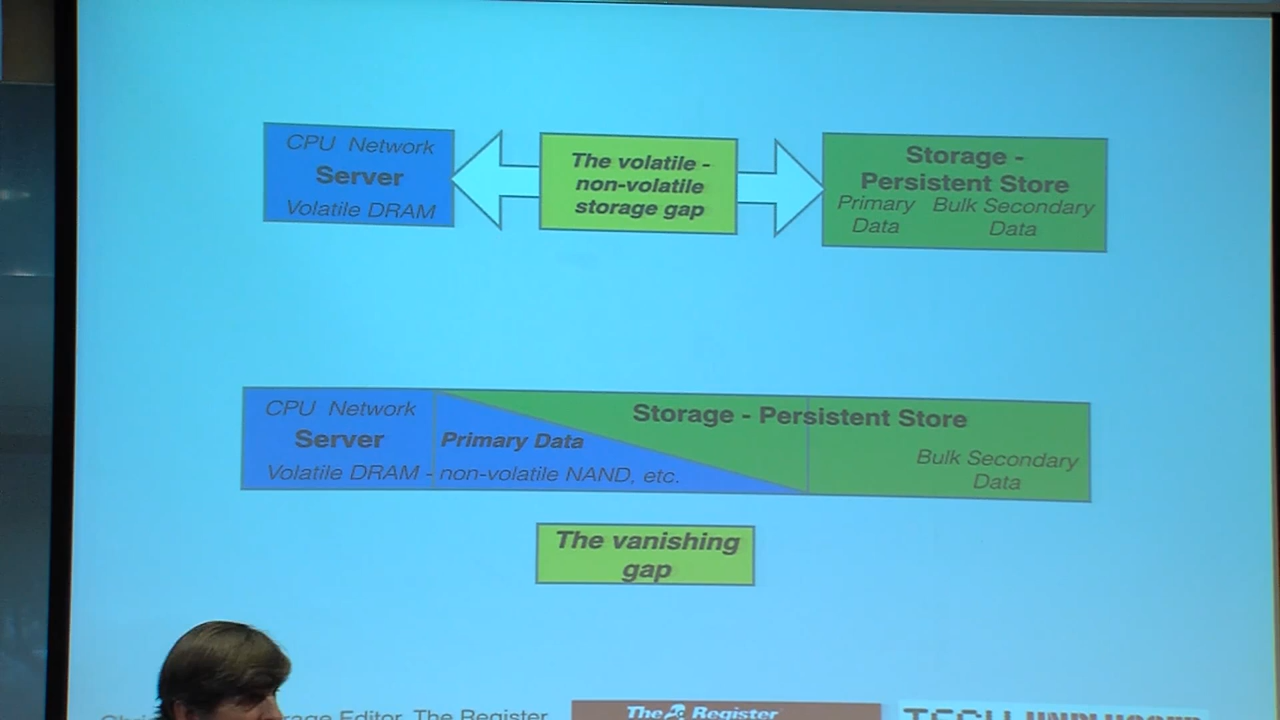 CPU Network
Server
Volatile DRAM
The volatile -
non-volatile
storage gap
Storage -
Persistent Store
Primary Data
Bulk Secondary Data
CPU Network
Server
Volatile DRAM - non-volatile NAND, etc.
Primary Data
Storage - Persistent Store
Bulk Secondary
Data
The vanishing
gap
Editor, The Register
The Register
TECH UNPLUGGED